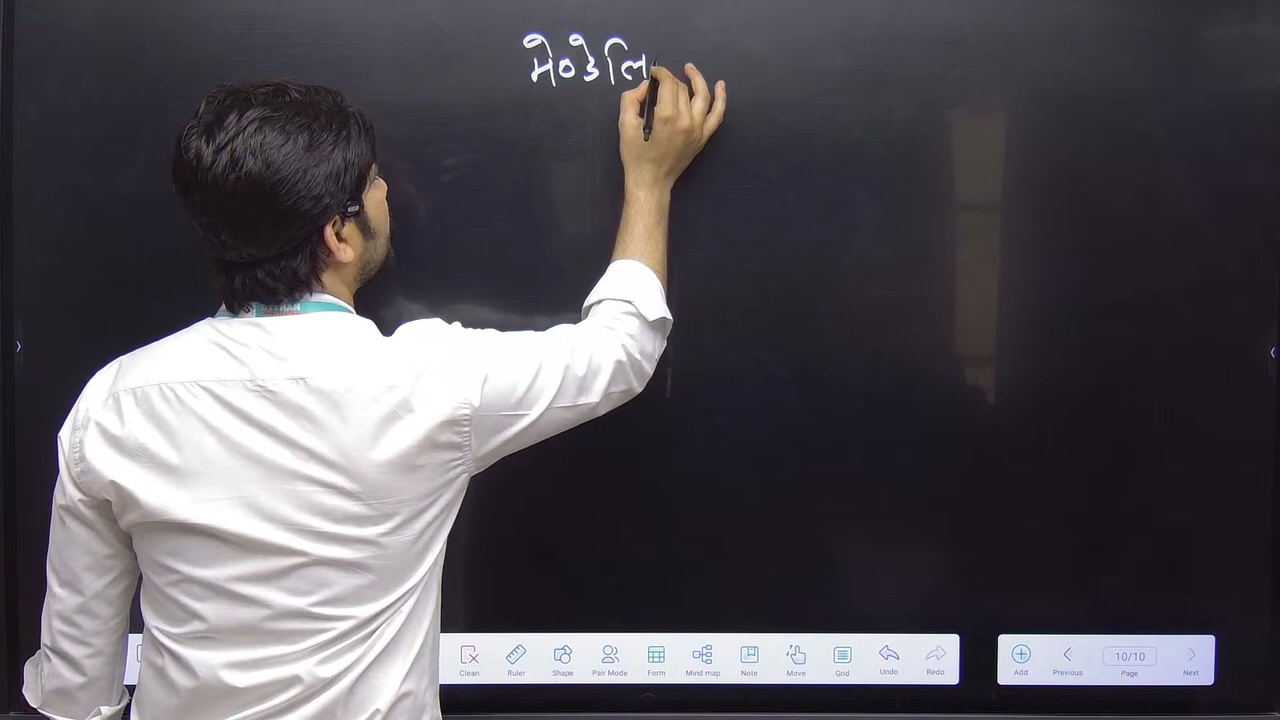 मेण्डेलि
UTTHAN
Clean Ruler Shape Pair Mode Form Mind map Note Move Grid Undo Redo
Add Previous 10/10 Page Next